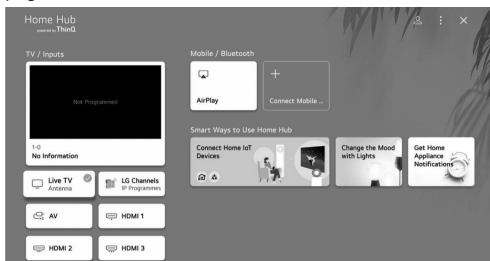 Home Hub
powered by ThinQ
TV / Inputs
Not Programmed
1-0
No Information
Live TV
Antenna
LG Channels
IP Programmes
AV
HDMI 1
HDMI 2
HDMI 3
Mobile / Bluetooth
AirPlay
Connect Mobile ..
Smart Ways to Use Home Hub
Connect Home IoT
Devices
Change the Mood
with Lights
Get Home
Appliance
Notifications